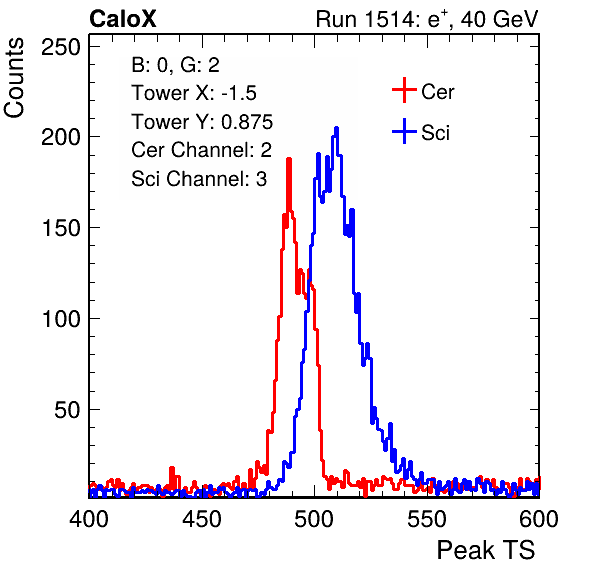 CaloX Run 1514: e⁺, 40 GeV
Counts
250
200
150
100
50
B: 0, G: 2
Tower X: -1.5
Tower Y: 0.875
Cer Channel: 2
Sci Channel: 3
Cer
Sci
400 450 500 550 600
Peak TS